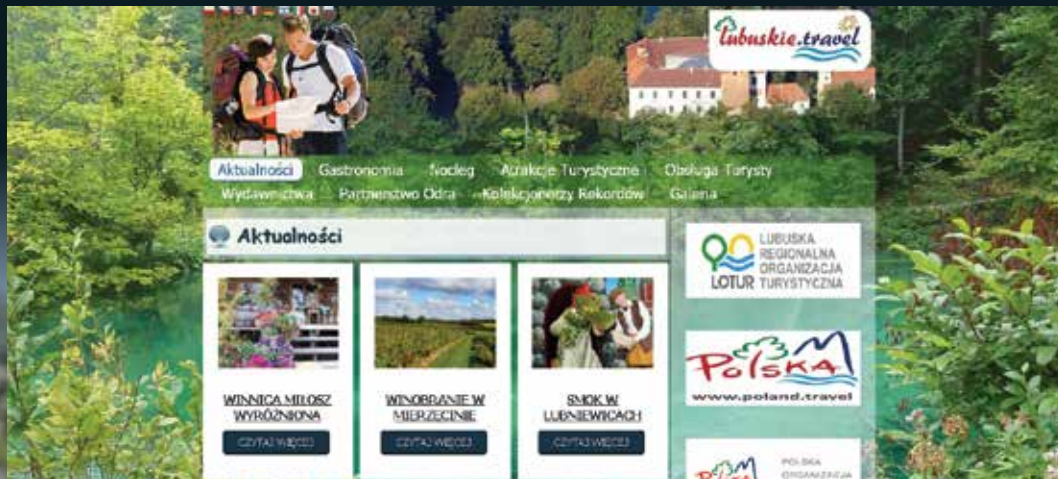 lubuskie.travel
Aktualności Gastronomia Nocleg Atrakcje Turystyczne Obsługa Turysty
Wydawnictwa Partnerstwo Odra Kolekcjonerzy Rekordów Galeria
Aktualności
WINNICA MIŁOSZ
WYRÓŻNIONA
CZYTAJ WIĘCEJ
WINOBRANIE W
MIERZĘCINIE
CZYTAJ WIĘCEJ
SMOK W
LUBNIEWICACH
CZYTAJ WIĘCEJ
LUBUSKA
REGIONALNA
ORGANIZACJA
LOTUR TURYSTYCZNA
POLSKA
www.poland.travel
POLSKA
ORGANIZACJA